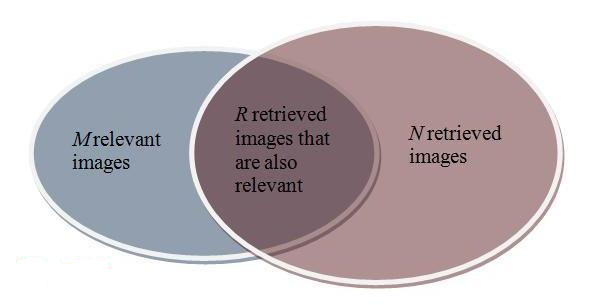 M relevant
images
R retrieved
images that
are also
relevant
N retrieved
images